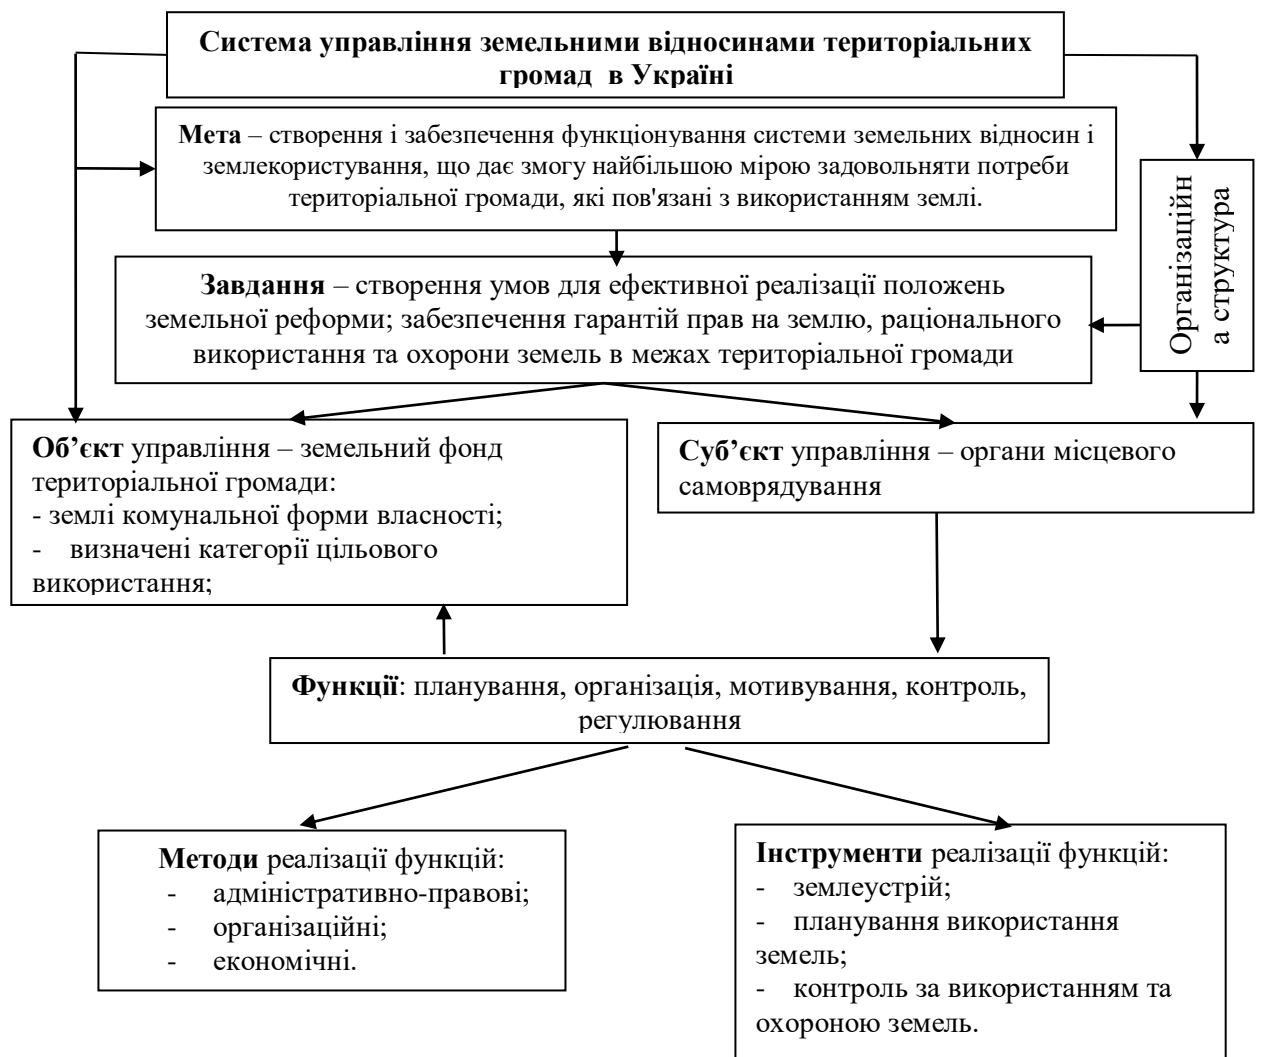 Система управління земельними відносинами територіальних
громад в Україні
Мета – створення і забезпечення функціонування системи земельних відносин і
землекористування, що дає змогу найбільшою мірою задовольняти потреби
територіальної громади, які пов'язані з використанням землі.
Організаційн
а структура
Завдання – створення умов для ефективної реалізації положень
земельної реформи; забезпечення гарантій прав на землю, раціонального
використання та охорони земель в межах територіальної громади
Об’єкт управління – земельний фонд
територіальної громади:
- землі комунальної форми власності;
- визначені категорії цільового
використання;
Суб’єкт управління – органи місцевого
самоврядування
Функції: планування, організація, мотивування, контроль,
регулювання
Методи реалізації функцій:
- адміністративно-правові;
- організаційні;
- економічні.
Інструменти реалізації функцій:
- землеустрій;
- планування використання
земель;
- контроль за використанням та
охороною земель.